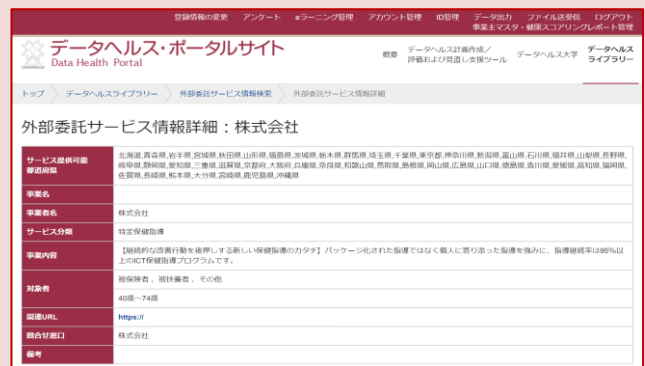 登録情報の変更 アンケート eラーニング管理 アカウント管理 ID管理 データ出力 ファイル送受信 ログアウト
事業主マスタ・健康スコアリングレポート管理
データヘルス・ポータルサイト
Data Health Portal
概要 データヘルス計画作成／評価および見直し支援ツール データヘルス大学 データヘルスライブラリー
トップ データヘルスライブラリー 外部委託サービス情報検索 外部委託サービス情報詳細
外部委託サービス情報詳細：株式会社
サービス提供可能都道府県
北海道,青森県,岩手県,宮城県,秋田県,山形県,福島県,茨城県,栃木県,群馬県,埼玉県,千葉県,東京都,神奈川県,新潟県,富山県,石川県,福井県,山梨県,長野県,
岐阜県,静岡県,愛知県,三重県,滋賀県,京都府,大阪府,兵庫県,奈良県,和歌山県,鳥取県,島根県,岡山県,広島県,山口県,徳島県,香川県,愛媛県,高知県,福岡県,
佐賀県,長崎県,熊本県,大分県,宮崎県,鹿児島県,沖縄県
事業名
事業者名 株式会社
サービス分類 特定保健指導
事業内容
【継続的な改善行動を後押しする新しい保健指導のカタチ】パッケージ化された指導ではなく個人に寄り添った指導を強みに、指導継続率は95%以
上のICT保健指導プログラムです。
対象者
被保険者、被扶養者、その他
40歳～74歳
関連URL https://
問合せ窓口 株式会社
備考